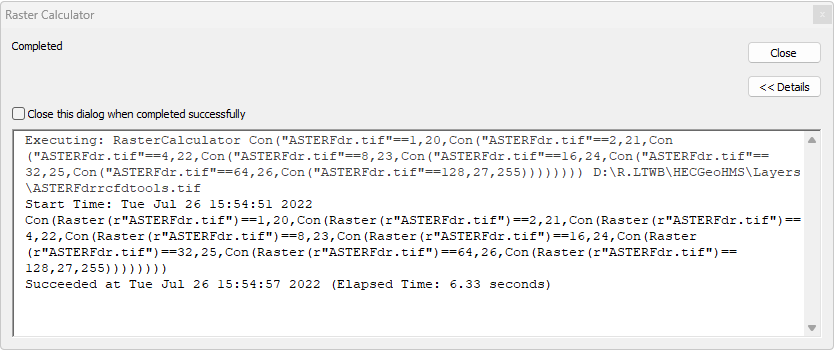 Raster Calculator
Completed
Close
<< Details
Close this dialog when completed successfully
Executing: RasterCalculator Con("ASTERFdr.tif"==1,20,Con("ASTERFdr.tif"==2,21,Con
("ASTERFdr.tif"==4,22,Con("ASTERFdr.tif"==8,23,Con("ASTERFdr.tif"==16,24,Con("ASTERFdr.tif"==
32,25,Con("ASTERFdr.tif"==64,26,Con("ASTERFdr.tif"==128,27,255)))))))) D:\R.LTWB\HECGeoHMS\Layers
\ASTERFdrrcfdtools.tif
Start Time: Tue Jul 26 15:54:51 2022
Con(Raster(r"ASTERFdr.tif")==1,20,Con(Raster(r"ASTERFdr.tif")==2,21,Con(Raster(r"ASTERFdr.tif")==
4,22,Con(Raster(r"ASTERFdr.tif")==8,23,Con(Raster(r"ASTERFdr.tif")==16,24,Con(Raster
(r"ASTERFdr.tif")==32,25,Con(Raster(r"ASTERFdr.tif")==64,26,Con(Raster(r"ASTERFdr.tif")==
128,27,255))))))))
Succeeded at Tue Jul 26 15:54:57 2022 (Elapsed Time: 6.33 seconds)